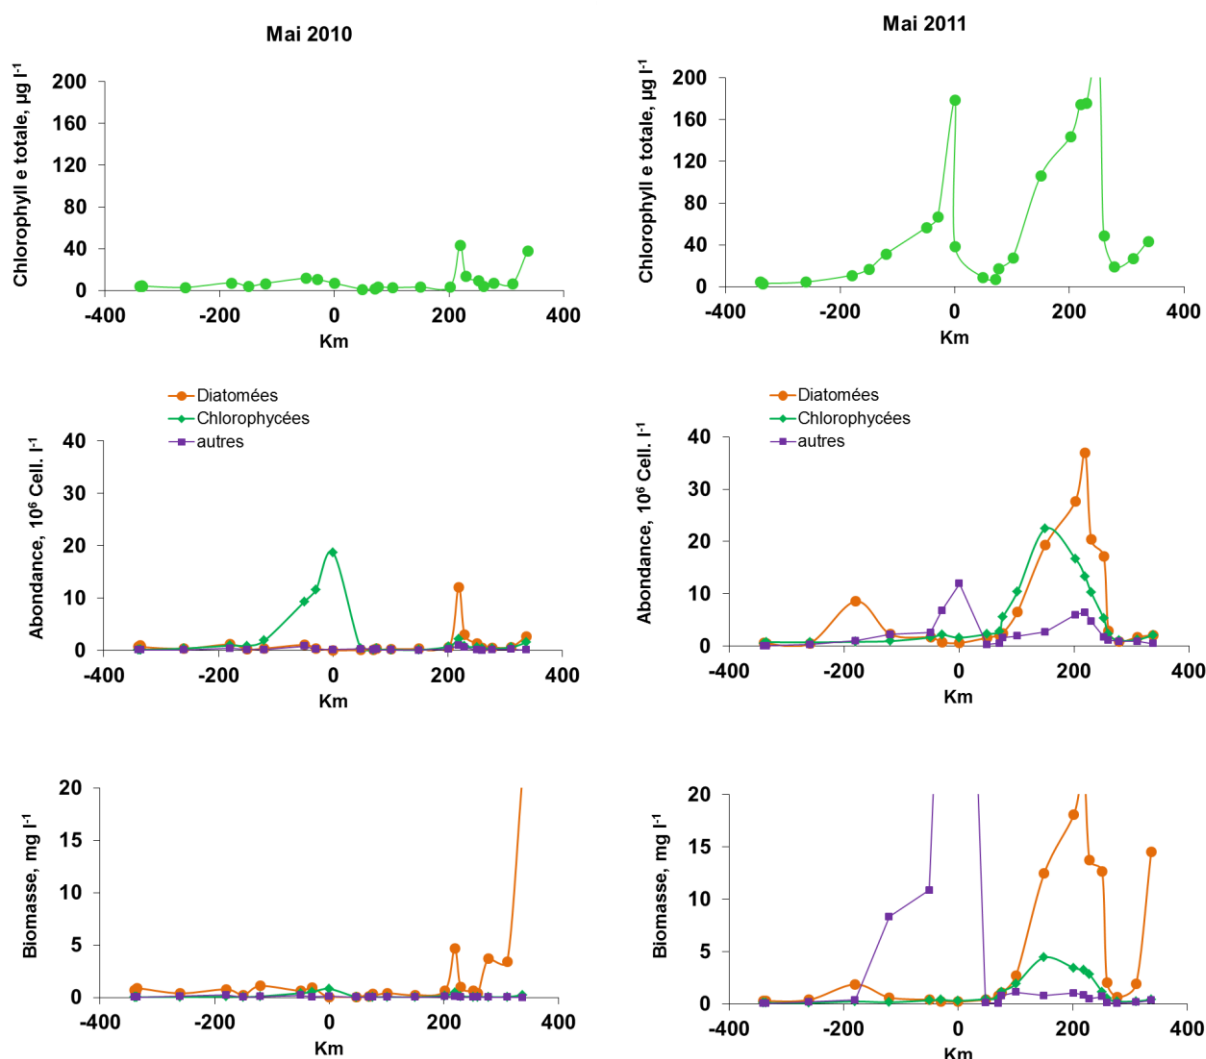 Mai 2010
Chlorophyll e totale, µg l-1
200
160
120
80
40
0
-400 -200 0 200 400
Km
Mai 2011
Chlorophyll e totale, µg l-1
200
160
120
80
40
0
-400 -200 0 200 400
Km
Diatomées
Chlorophycées
autres
Abondance, 10⁶ Cell. l-1
40
30
20
10
0
-400 -200 0 200 400
Km
Diatomées
Chlorophycées
autres
Abondance, 10⁶ Cell. l-1
40
30
20
10
0
-400 -200 0 200 400
Km
Biomasse, mg l-1
20
15
10
5
0
-400 -200 0 200 400
Km
Biomasse, mg l-1
20
15
10
5
0
-400 -200 0 200 400
Km